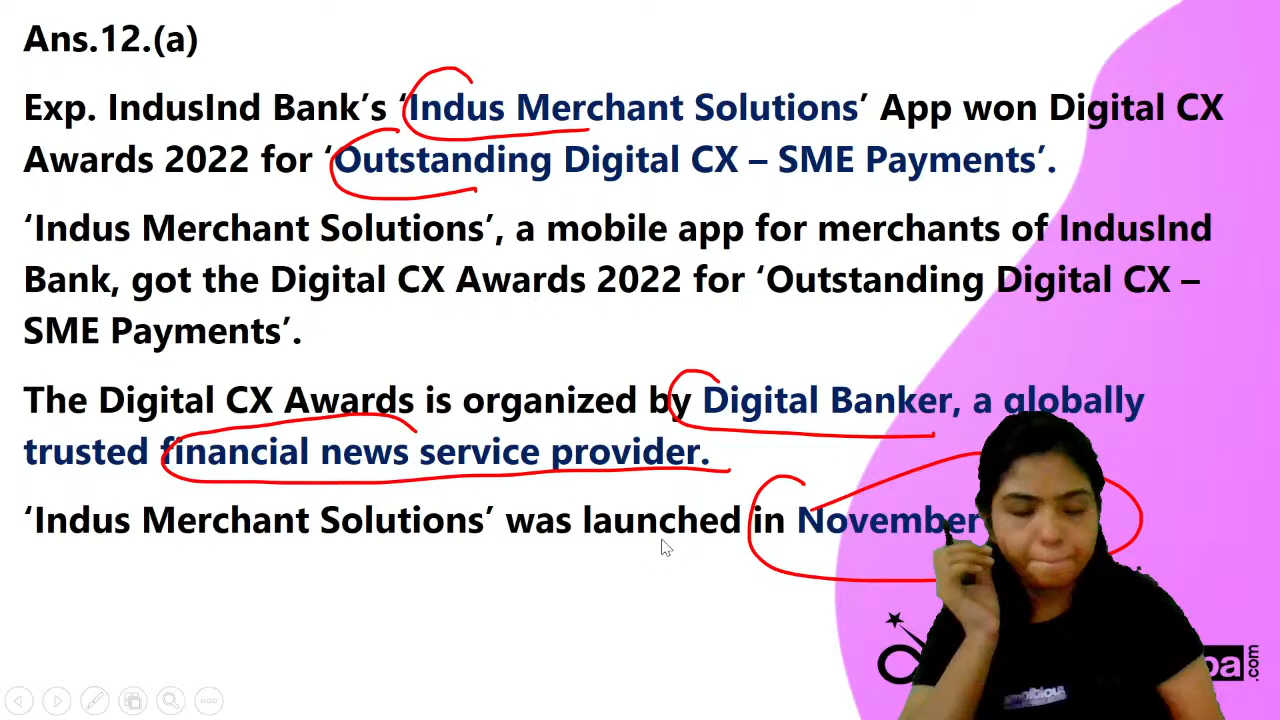 Ans.12.(a)
Exp. IndusInd Bank's 'Indus Merchant Solutions' App won Digital CX
Awards 2022 for 'Outstanding Digital CX – SME Payments'.
'Indus Merchant Solutions', a mobile app for merchants of IndusInd
Bank, got the Digital CX Awards 2022 for 'Outstanding Digital CX –
SME Payments'.
The Digital CX Awards is organized by Digital Banker, a globally
trusted financial news service provider.
'Indus Merchant Solutions' was launched in November
.com